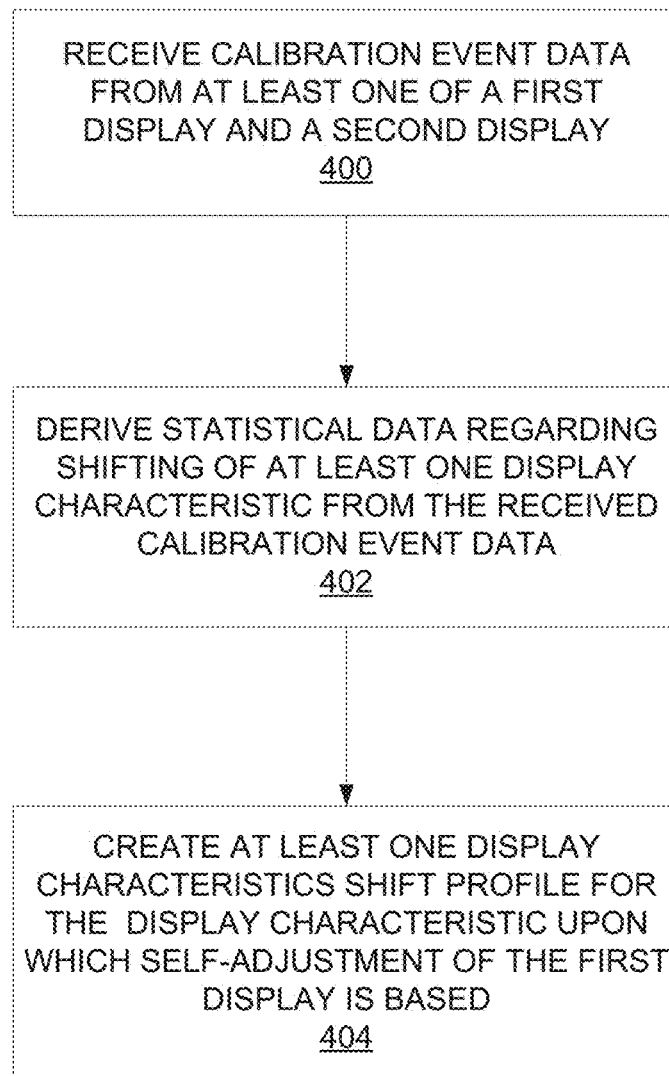 RECEIVE CALIBRATION EVENT DATA
FROM AT LEAST ONE OF A FIRST
DISPLAY AND A SECOND DISPLAY
400
DERIVE STATISTICAL DATA REGARDING
SHIFTING OF AT LEAST ONE DISPLAY
CHARACTERISTIC FROM THE RECEIVED
CALIBRATION EVENT DATA
402
CREATE AT LEAST ONE DISPLAY
CHARACTERISTICS SHIFT PROFILE FOR
THE DISPLAY CHARACTERISTIC UPON
WHICH SELF-ADJUSTMENT OF THE FIRST
DISPLAY IS BASED
404